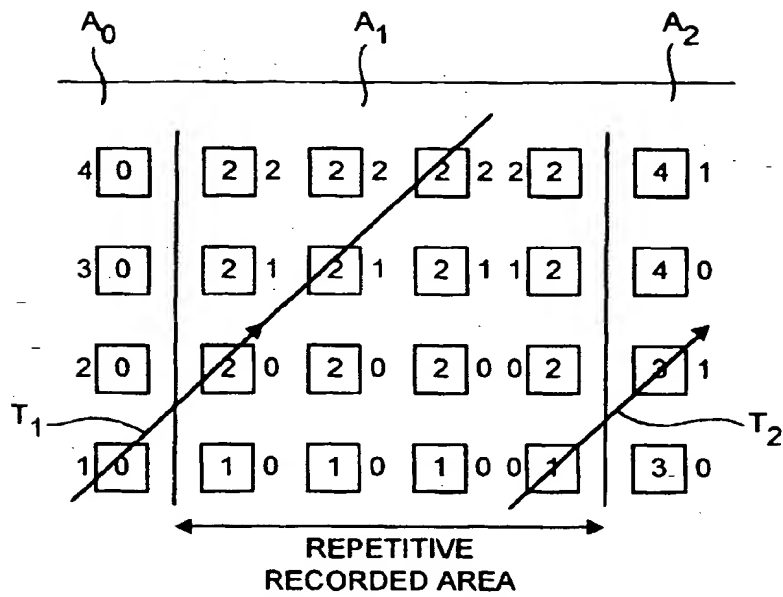 A0 A1 A2
4 0 2 2 2 2 2 2 2 2 4 1
3 0 2 1 2 1 2 1 1 2 4 0
2 0 2 0 2 0 2 0 0 2 3 1
T1 T2
1 0 1 0 1 0 1 0 0 1 3 0
REPETITIVE
RECORDED AREA